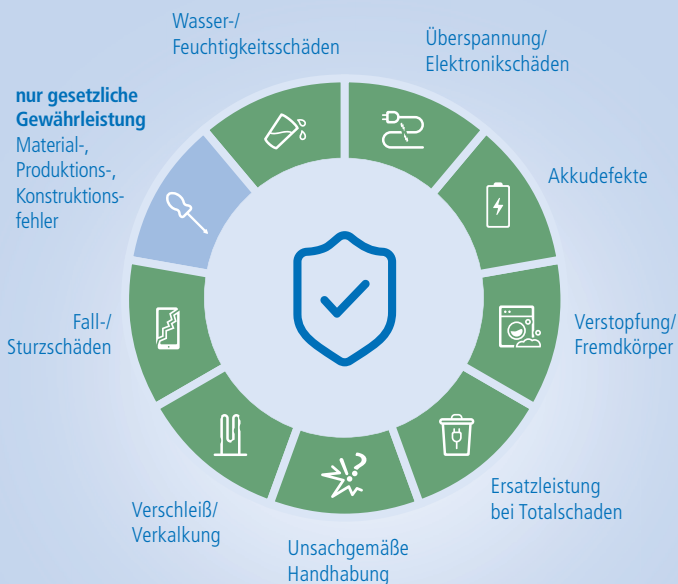 Wasser-/
Feuchtigkeitsschäden
Überspannung/
Elektronikschäden
nur gesetzliche
Gewährleistung
Material-,
Produktions-,
Konstruktions-
fehler
Akkudefekte
Fall-/
Sturzschäden
Verstopfung/
Fremdkörper
Verschleiß/
Verkalkung
Ersatzleistung
bei Totalschaden
Unsachgemäße
Handhabung